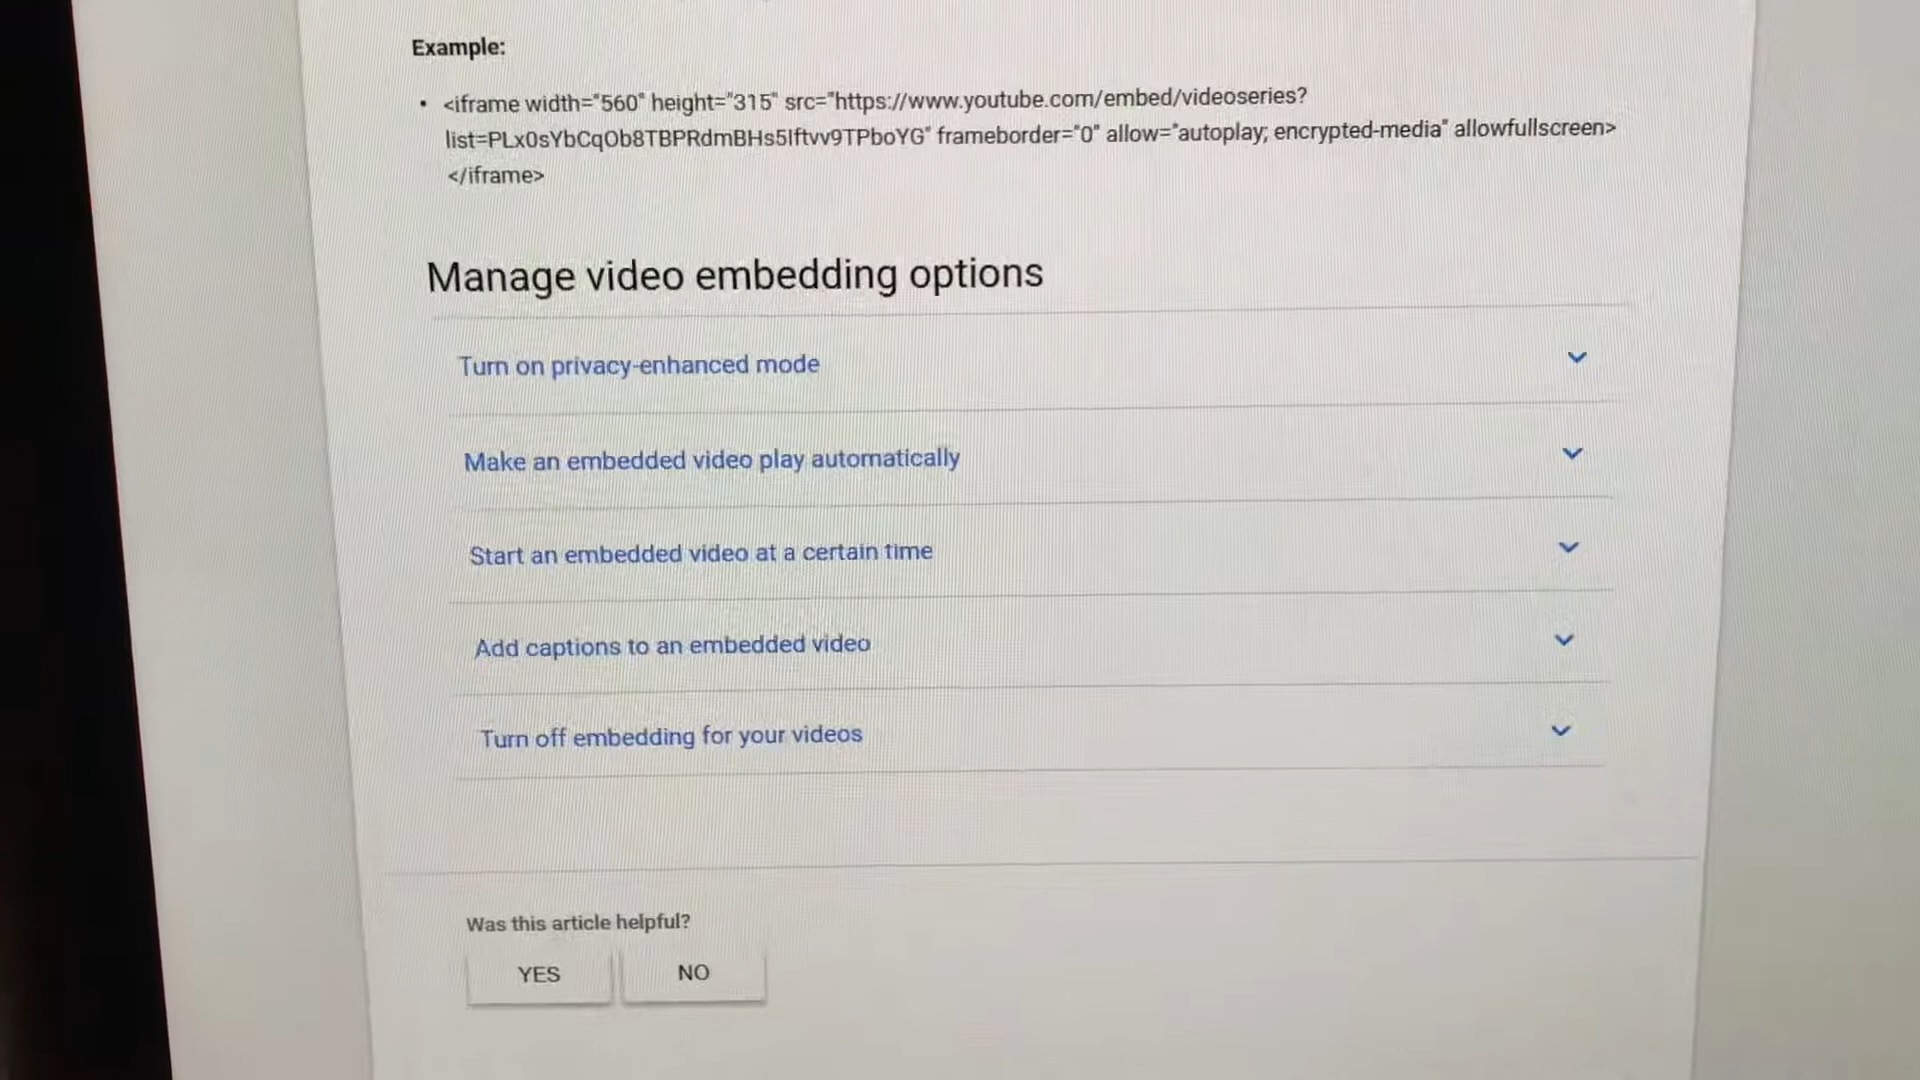 Example:
• <iframe width="560" height="315" src="https://www.youtube.com/embed/videoseries?
list=PLx0sYbCqOb8TBPRdmBHs5Iftvv9TPboYG" frameborder="0" allow="autoplay; encrypted-media" allowfullscreen>
</iframe>
Manage video embedding options
Turn on privacy-enhanced mode
Make an embedded video play automatically
Start an embedded video at a certain time
Add captions to an embedded video
Turn off embedding for your videos
Was this article helpful?
YES NO